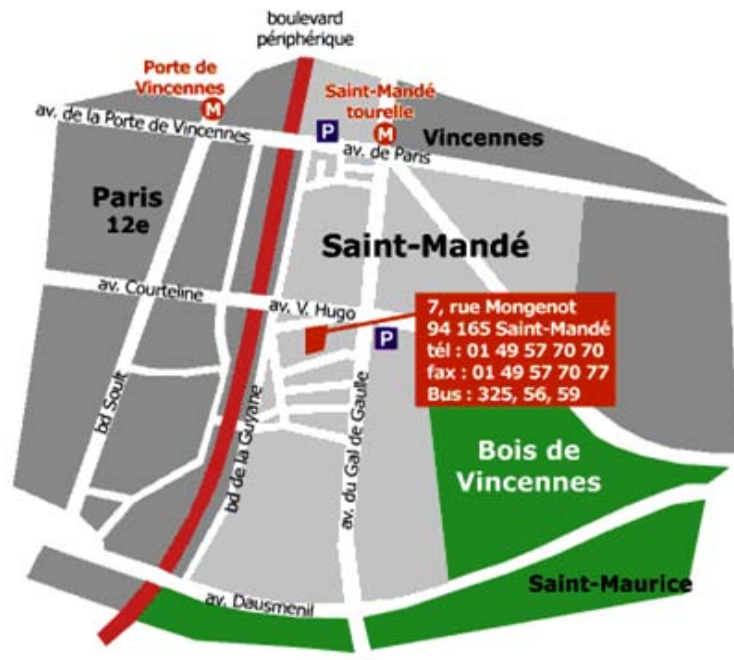 boulevard
périphérique
Porte de
Vincennes
M
Saint-Mandé
tourelle
M
P
av. de la Porte de Vincennes
av. de Paris
Vincennes
Paris
12e
Saint-Mandé
av. Courteline
av. V. Hugo
7, rue Mongenot
94 165 Saint-Mandé
tél : 01 49 57 70 70
fax : 01 49 57 70 77
Bus : 325, 56, 59
P
bd Soult
bd de la Guyane
av. du Gal de Gaulle
Bois de
Vincennes
Saint-Maurice
av. Dausmenil